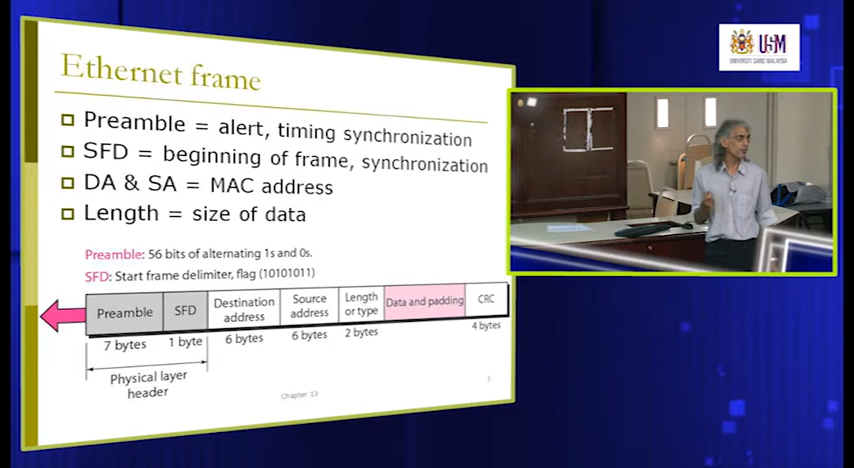 USM
UNIVERSITI SAINS MALAYSIA
Ethernet frame
Preamble = alert, timing synchronization
SFD = beginning of frame, synchronization
DA & SA = MAC address
Length = size of data
Preamble: 56 bits of alternating 1s and 0s.
SFD: Start frame delimiter, flag (10101011)
Preamble
SFD
Destination
address
Source
address
Length
or type
Data and padding
CRC
7 bytes
1 byte
6 bytes
6 bytes
2 bytes
4 bytes
Physical layer
header
Chapter 13